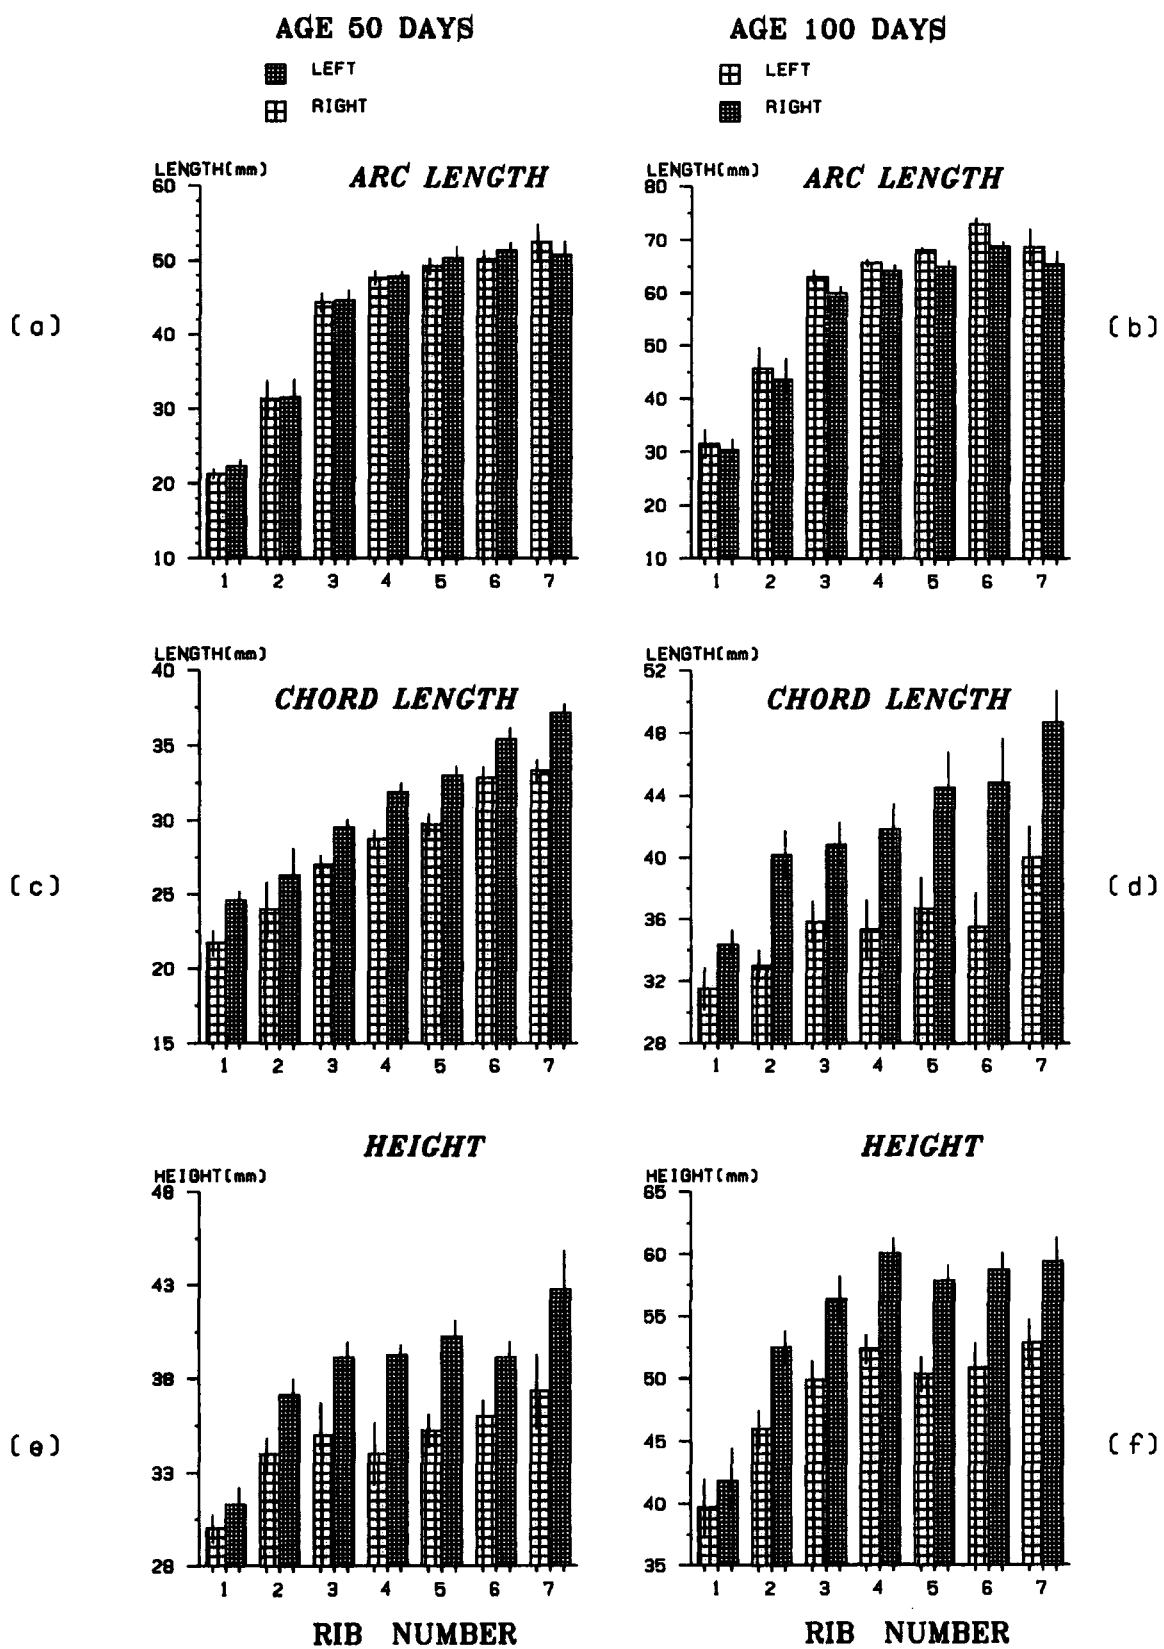 AGE 50 DAYS
LEFT
RIGHT
AGE 100 DAYS
LEFT
RIGHT
(a)
LENGTH(mm)
ARC LENGTH
60
50
40
30
20
10
1 2 3 4 5 6 7
LENGTH(mm)
ARC LENGTH
80
70
60
50
40
30
20
10
1 2 3 4 5 6 7
(b)
(c)
LENGTH(mm)
CHORD LENGTH
40
35
30
25
20
15
1 2 3 4 5 6 7
LENGTH(mm)
CHORD LENGTH
52
48
44
40
36
32
28
1 2 3 4 5 6 7
(d)
(e)
HEIGHT
HEIGHT(mm)
48
43
38
33
28
1 2 3 4 5 6 7
RIB NUMBER
HEIGHT
HEIGHT(mm)
65
60
55
50
45
40
35
1 2 3 4 5 6 7
RIB NUMBER
(f)